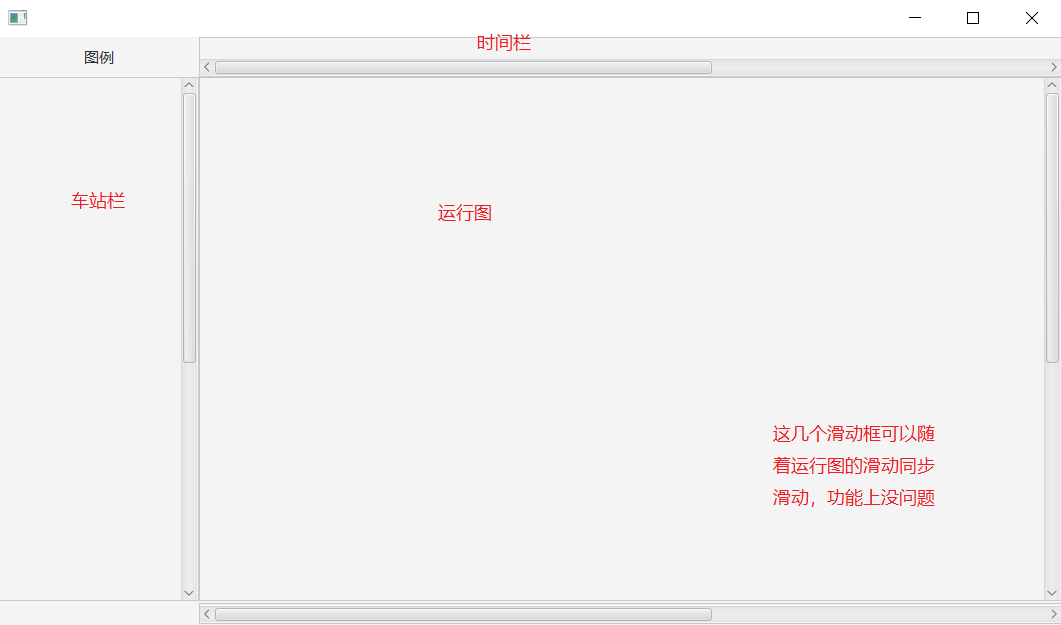 时间栏
图例
车站栏
运行图
这几个滑动框可以随
着运行图的滑动同步
滑动，功能上没问题